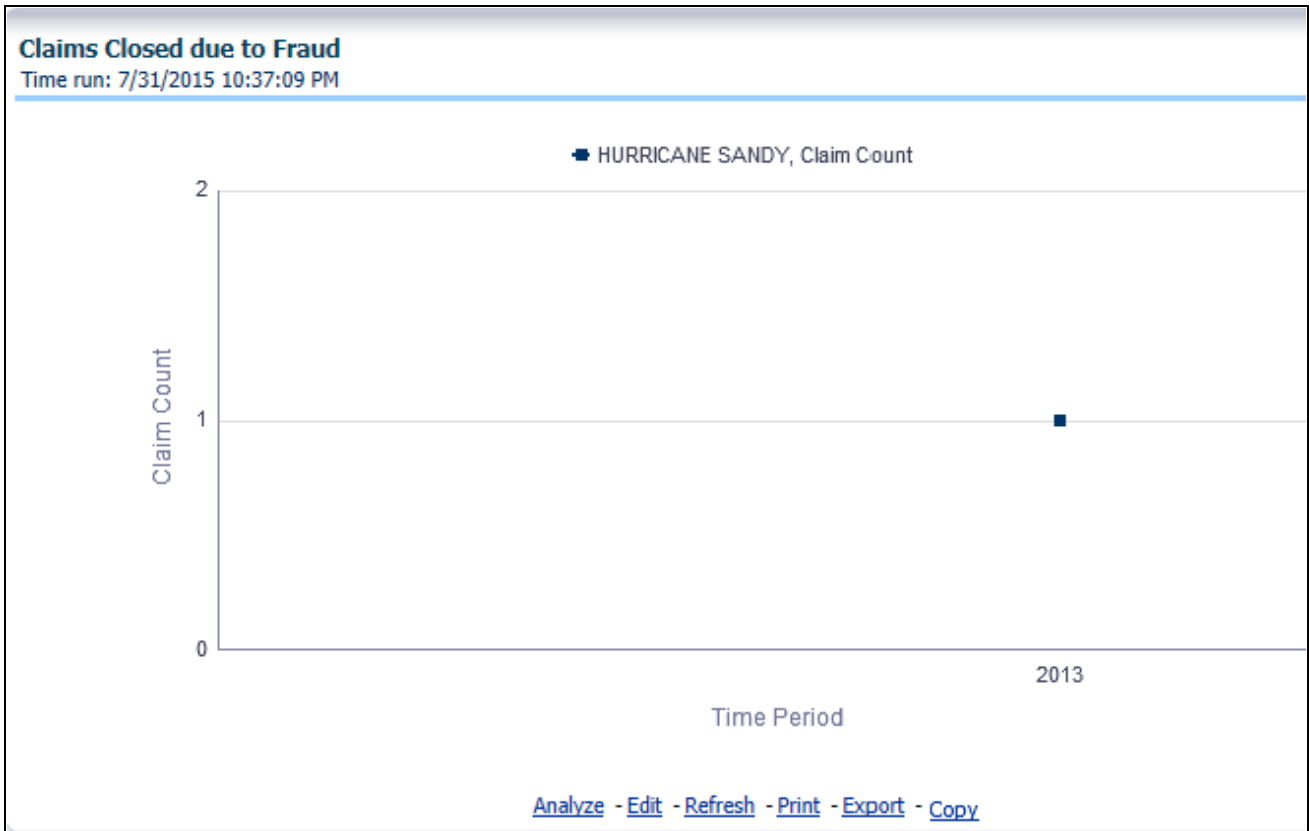 Claims Closed due to Fraud
Time run: 7/31/2015 10:37:09 PM
HURRICANE SANDY, Claim Count
2
Claim Count
1
0
2013
Time Period
Analyze - Edit - Refresh - Print - Export - Copy